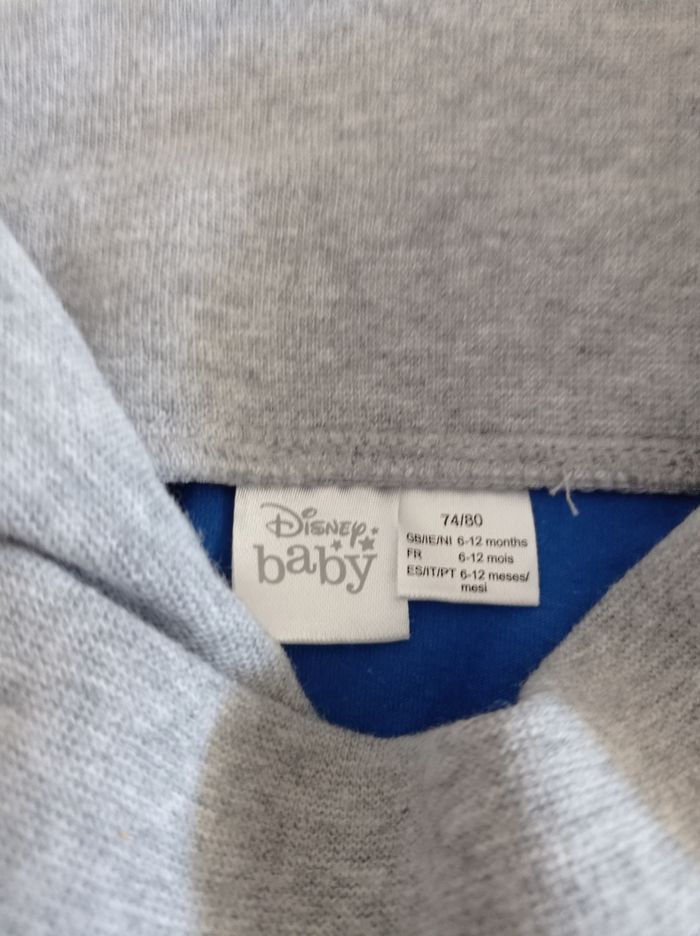 Disney
baby
74/80
GB/IE/NI 6-12 months
FR 6-12 mois
ES/IT/PT 6-12 meses/
mesi